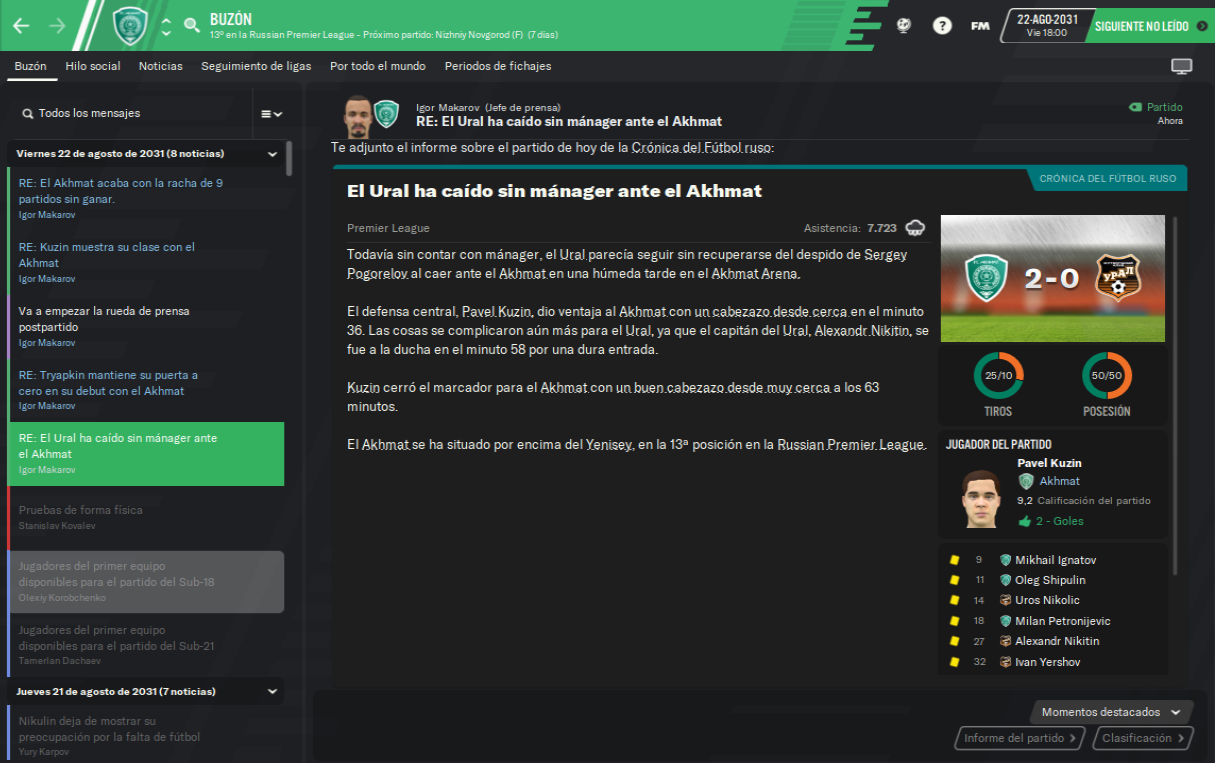 BUZÓN
13º en la Russian Premier League - Próximo partido: Nizhniy Novgorod (F) (7 días)
?
FM
22-AGO-2031
Vie 18:00
SIGUIENTE NO LEÍDO
Buzón
Hilo social
Noticias
Seguimiento de ligas
Por todo el mundo
Periodos de fichajes
Todos los mensajes
Viernes 22 de agosto de 2031 (8 noticias)
RE: El Akhmat acaba con la racha de 9
partidos sin ganar.
Igor Makarov
RE: Kuzin muestra su clase con el
Akhmat
Igor Makarov
Va a empezar la rueda de prensa
postpartido
Igor Makarov
RE: Tryapkin mantiene su puerta a
cero en su debut con el Akhmat
Igor Makarov
RE: El Ural ha caído sin mánager ante
el Akhmat
Igor Makarov
Pruebas de forma física
Stanislav Kovalev
Jugadores del primer equipo
disponibles para el partido del Sub-18
Olexiy Korobchenko
Jugadores del primer equipo
disponibles para el partido del Sub-21
Tamerlan Dachaev
Jueves 21 de agosto de 2031 (7 noticias)
Nikulin deja de mostrar su
preocupación por la falta de fútbol
Yury Karpov
Igor Makarov (Jefe de prensa)
RE: El Ural ha caído sin mánager ante el Akhmat
Partido
Ahora
Te adjunto el informe sobre el partido de hoy de la Crónica del Fútbol ruso:
CRÓNICA DEL FÚTBOL RUSO
El Ural ha caído sin mánager ante el Akhmat
Premier League
Asistencia: 7.723
Todavía sin contar con mánager, el Ural parecía seguir sin recuperarse del despido de Sergey
Pogorelov al caer ante el Akhmat en una húmeda tarde en el Akhmat Arena.
El defensa central, Pavel Kuzin, dio ventaja al Akhmat con un cabezazo desde cerca en el minuto
36. Las cosas se complicaron aún más para el Ural, ya que el capitán del Ural, Alexandr Nikitin, se
fue a la ducha en el minuto 58 por una dura entrada.
Kuzin cerró el marcador para el Akhmat con un buen cabezazo desde muy cerca a los 63
minutos.
El Akhmat se ha situado por encima del Yenisey, en la 13ª posición en la Russian Premier League.
2-0
УРАЛ
25/10
TIROS
50/50
POSESIÓN
JUGADOR DEL PARTIDO
Pavel Kuzin
Akhmat
9,2 Calificación del partido
2 - Goles
9 Mikhail Ignatov
11 Oleg Shipulin
14 Uros Nikolic
18 Milan Petronijevic
27 Alexandr Nikitin
32 Ivan Yershov
Momentos destacados
Informe del partido
Clasificación